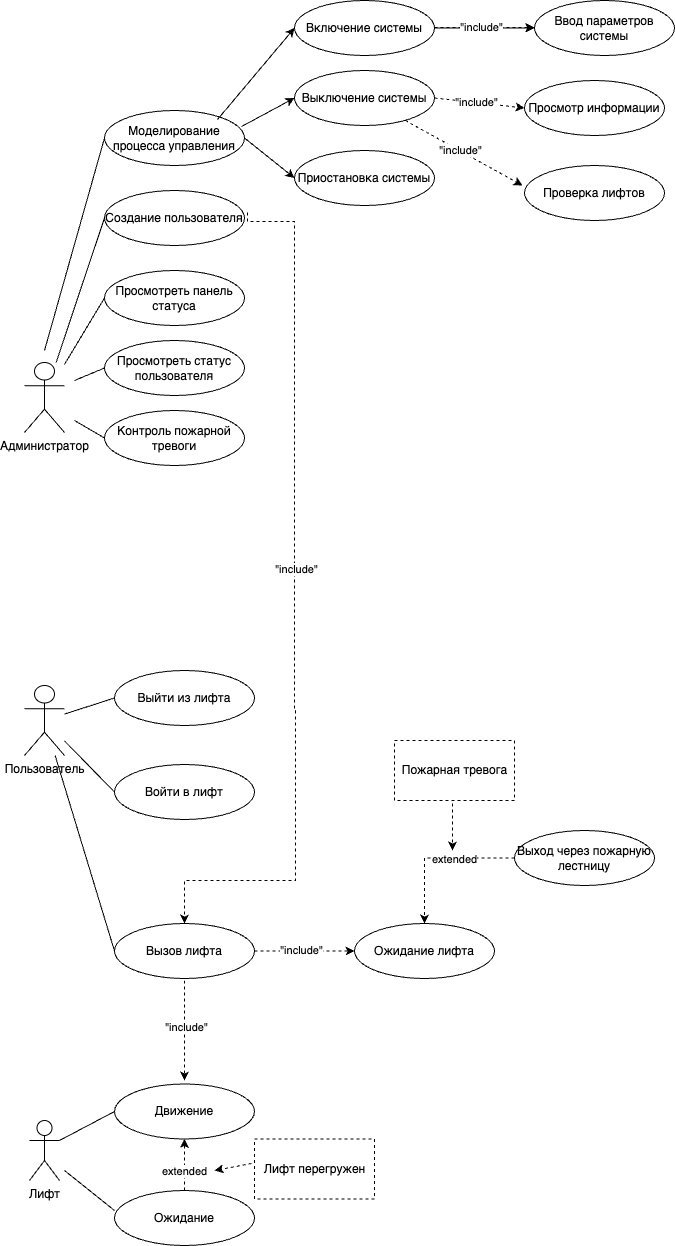 Включение системы
"include"
Ввод параметров
системы
Выключение системы
"include"
Просмотр информации
Моделирование
процесса управления
"include"
Приостановка системы
Проверка лифтов
Создание пользователя
Просмотреть панель
статуса
Просмотреть статус
пользователя
Контроль пожарной
тревоги
Администратор
"include"
Выйти из лифта
Пользователь
Войти в лифт
Пожарная тревога
extended
Выход через пожарную
лестницу
Вызов лифта
"include"
Ожидание лифта
"include"
Движение
extended
Лифт перегружен
Лифт
Ожидание